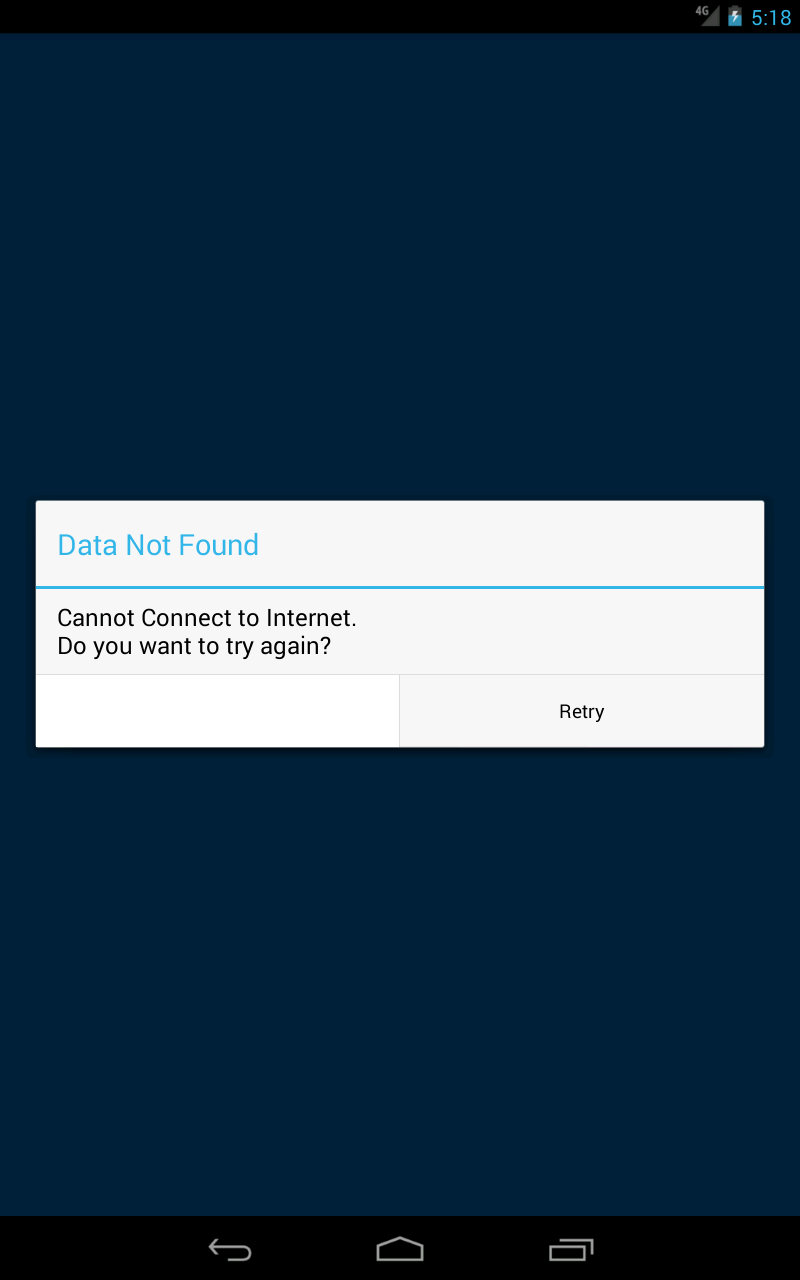 4G 5:18
Data Not Found
Cannot Connect to Internet.
Do you want to try again?
Retry